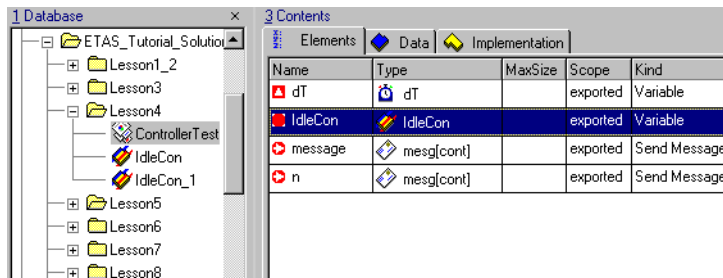 1 Database × 3 Contents
ETAS_Tutorial_Solution
Elements Data Implementation
Lesson1_2
Lesson3
Lesson4
ControllerTest
IdleCon
IdleCon_1
Lesson5
Lesson6
Lesson7
Lesson8
Name Type MaxSize Scope Kind
dT dT exported Variable
IdleCon IdleCon exported Variable
message mesg[cont] exported Send Message
n mesg[cont] exported Send Message